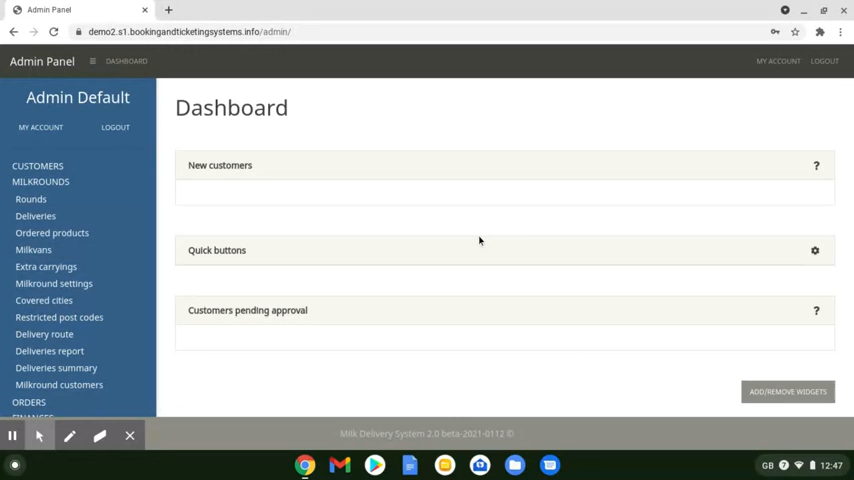 Admin Panel
demo2.s1.bookingandticketingsystems.info/admin/
Admin Panel
DASHBOARD
MY ACCOUNT
LOGOUT
Admin Default
MY ACCOUNT
LOGOUT
CUSTOMERS
MILKROUNDS
Rounds
Deliveries
Ordered products
Milkvans
Extra carryings
Milkround settings
Covered cities
Restricted post codes
Delivery route
Deliveries report
Deliveries summary
Milkround customers
ORDERS
FINANCES
Dashboard
New customers ?
Quick buttons
Customers pending approval ?
ADD/REMOVE WIDGETS
Milk Delivery System 2.0 beta-2021-0112 ©
GB
12:47